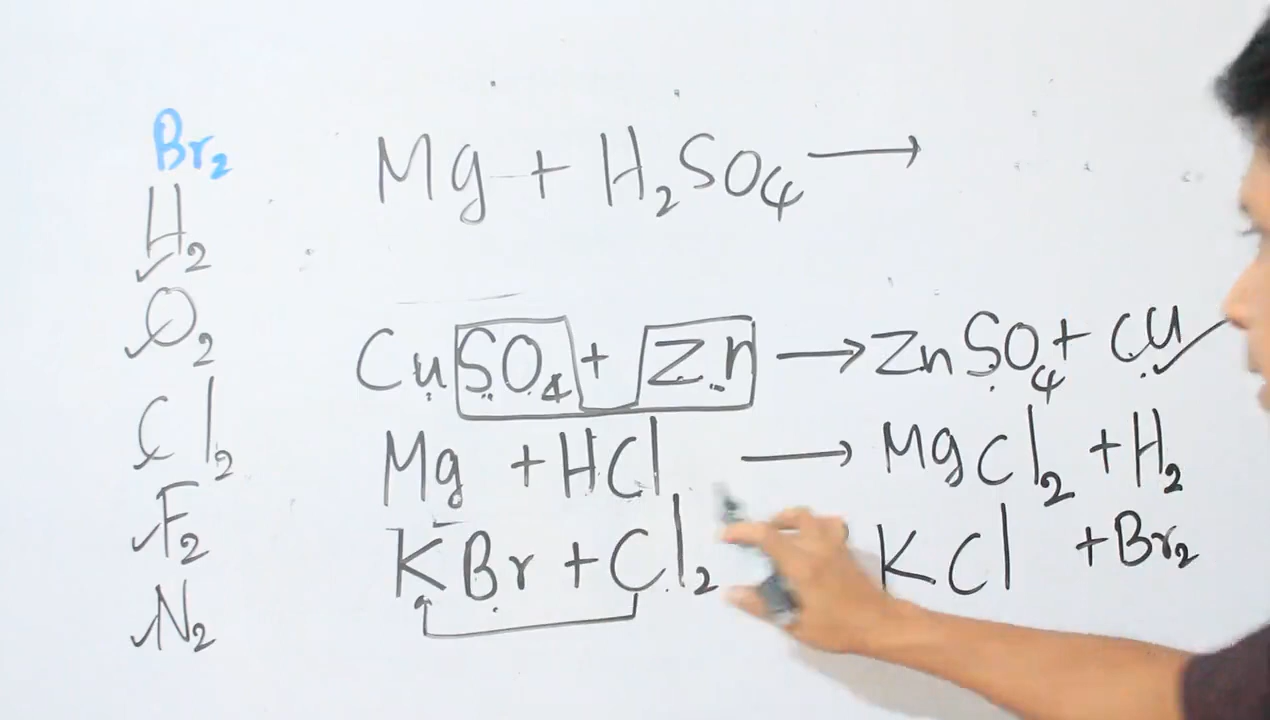 Br₂
H₂
O₂
Cl₂
F₂
N₂
Mg + H₂SO₄ →
CuSO₄ + Zn → ZnSO₄ + Cu
Mg + HCl → MgCl₂ + H₂
KBr + Cl₂ KCl + Br₂